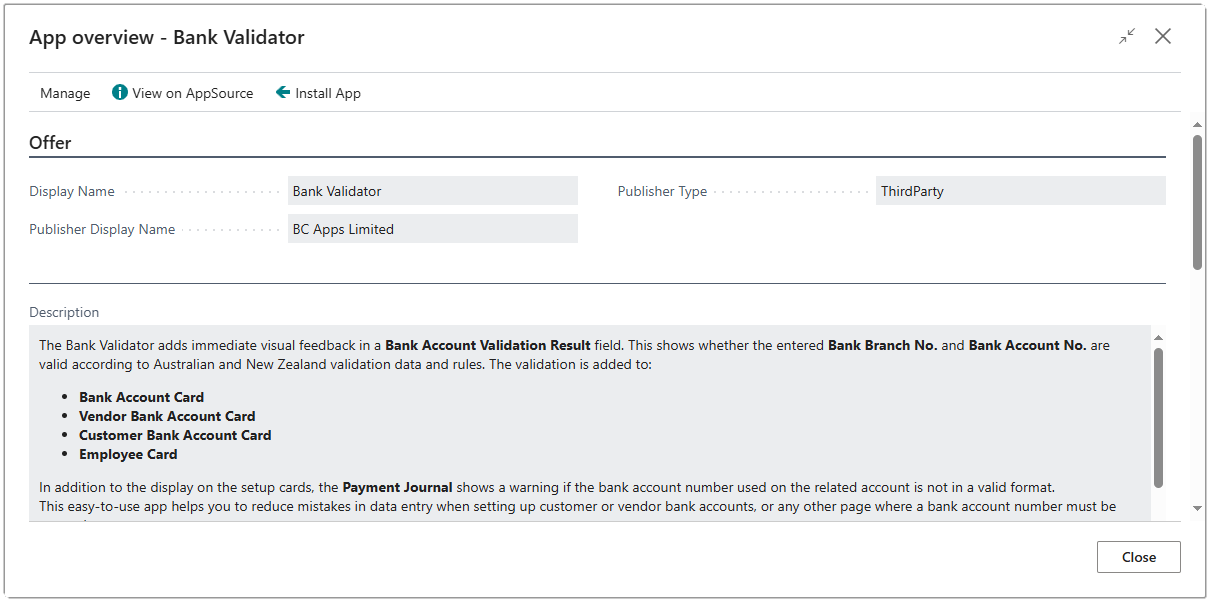 App overview - Bank Validator
Manage View on AppSource Install App
Offer
Display Name Bank Validator Publisher Type ThirdParty
Publisher Display Name BC Apps Limited
Description
The Bank Validator adds immediate visual feedback in a Bank Account Validation Result field. This shows whether the entered Bank Branch No. and Bank Account No. are
valid according to Australian and New Zealand validation data and rules. The validation is added to:
• Bank Account Card
• Vendor Bank Account Card
• Customer Bank Account Card
• Employee Card
In addition to the display on the setup cards, the Payment Journal shows a warning if the bank account number used on the related account is not in a valid format.
This easy-to-use app helps you to reduce mistakes in data entry when setting up customer or vendor bank accounts, or any other page where a bank account number must be
Close